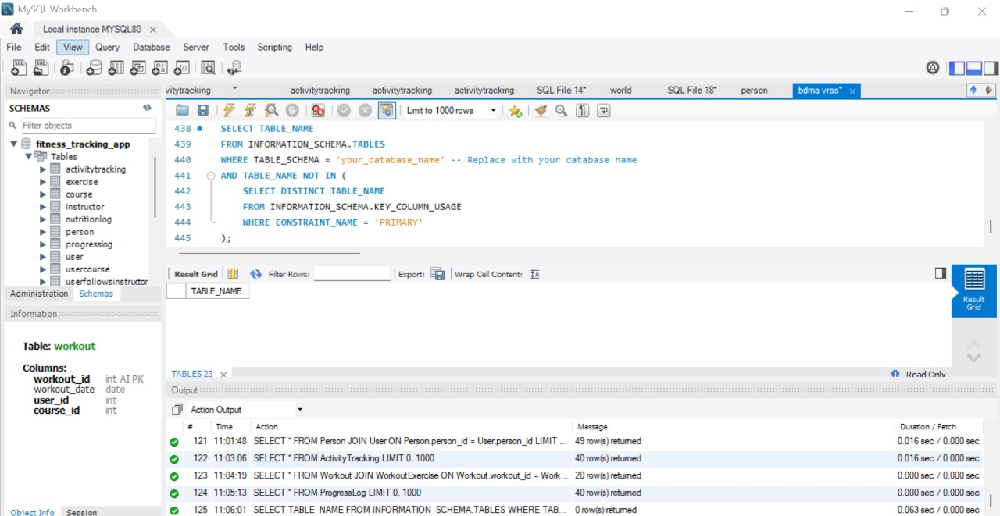 MySQL Workbench
Local instance MYSQL80
File Edit View Query Database Server Tools Scripting Help
Navigator
SCHEMAS
Filter objects
fitness_tracking_app
Tables
activitytracking
exercise
course
instructor
nutritionlog
person
progresslog
user
usercourse
userfollowsinstructor
Administration Schemas
Information
Table: workout
Columns:
workout_id int AI PK
workout_date date
user_id int
course_id int
Object Info Session
vitytracking * activitytracking activitytracking activitytracking SQL File 14* world SQL File 18* person bdma vrss*
Limit to 1000 rows
438 SELECT TABLE_NAME
439 FROM INFORMATION_SCHEMA.TABLES
440 WHERE TABLE_SCHEMA = 'your_database_name' -- Replace with your database name
441 AND TABLE_NAME NOT IN (
442 SELECT DISTINCT TABLE_NAME
443 FROM INFORMATION_SCHEMA.KEY_COLUMN_USAGE
444 WHERE CONSTRAINT_NAME = 'PRIMARY'
445 );
Result Grid Filter Rows: Export: Wrap Cell Content:
TABLE_NAME
Result
Grid
TABLES 23 Read Only
Output
Action Output
# Time Action Message Duration / Fetch
121 11:01:48 SELECT * FROM Person JOIN User ON Person.person_id = User.person_id LIMIT ... 49 row(s) returned 0.016 sec / 0.000 sec
122 11:03:06 SELECT * FROM ActivityTracking LIMIT 0, 1000 40 row(s) returned 0.016 sec / 0.000 sec
123 11:04:19 SELECT * FROM Workout JOIN WorkoutExercise ON Workout.workout_id = Work... 20 row(s) returned 0.000 sec / 0.000 sec
124 11:05:13 SELECT * FROM ProgressLog LIMIT 0, 1000 40 row(s) returned 0.000 sec / 0.000 sec
125 11:06:01 SELECT TABLE_NAME FROM INFORMATION_SCHEMA.TABLES WHERE TAB... 0 row(s) returned 0.063 sec / 0.000 sec